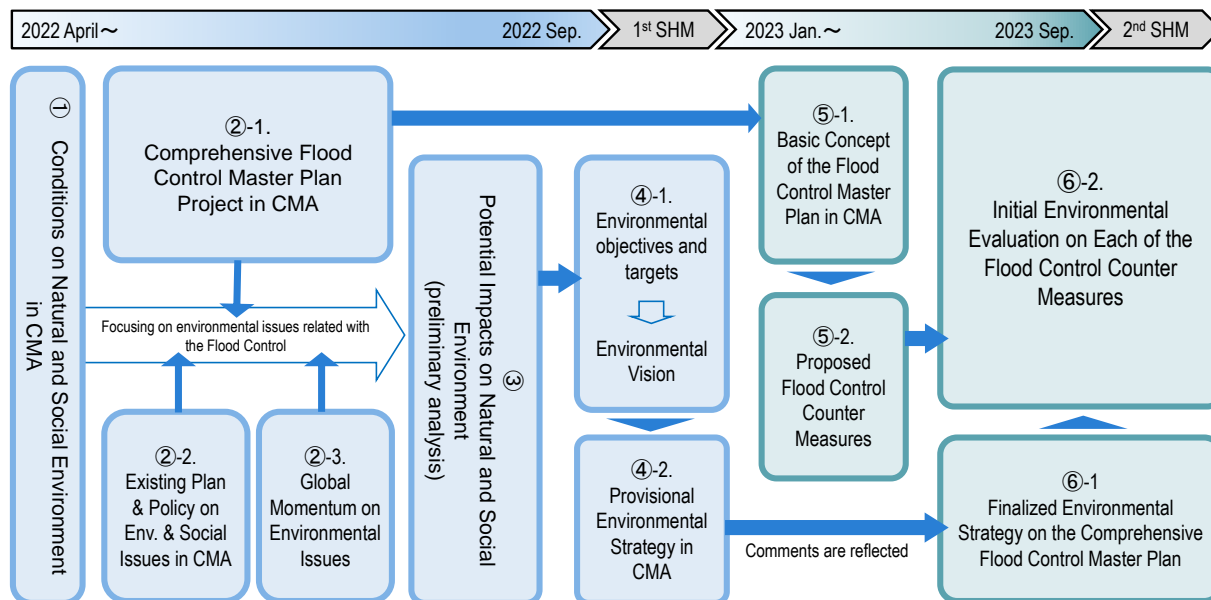 2022 April～
2022 Sep.
1st SHM
2023 Jan.～
2023 Sep.
2nd SHM
① Conditions on Natural and Social Environment
in CMA
②-1.
Comprehensive Flood
Control Master Plan
Project in CMA
Focusing on environmental issues related with
the Flood Control
②-2.
Existing Plan
& Policy on
Env. & Social
Issues in CMA
②-3.
Global
Momentum on
Environmental
Issues
③
Potential Impacts on Natural and Social
Environment
(preliminary analysis)
④-1.
Environmental
objectives and
targets
Environmental
Vision
④-2.
Provisional
Environmental
Strategy in
CMA
Comments are reflected
⑤-1.
Basic Concept
of the Flood
Control Master
Plan in CMA
⑤-2.
Proposed
Flood Control
Counter
Measures
⑥-2.
Initial Environmental
Evaluation on Each of the
Flood Control Counter
Measures
⑥-1
Finalized Environmental
Strategy on the Comprehensive
Flood Control Master Plan